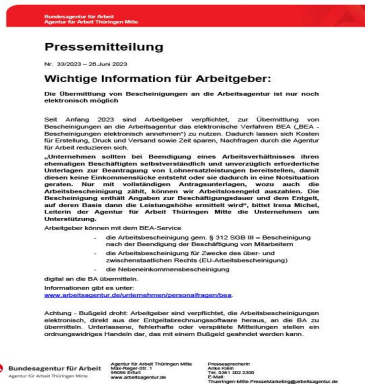 Bundesagentur für Arbeit
Agentur für Arbeit Thüringen Mitte
Pressemitteilung
Nr. 33/2023 – 26.Juni 2023
Wichtige Information für Arbeitgeber:
Die Übermittlung von Bescheinigungen an die Arbeitsagentur ist nur noch
elektronisch möglich
Seit Anfang 2023 sind Arbeitgeber verpflichtet, zur Übermittlung von
Bescheinigungen an die Arbeitsagentur das elektronische Verfahren BEA („BEA -
Bescheinigungen elektronisch annehmen“) zu nutzen. Dadurch lassen sich Kosten
für Erstellung, Druck und Versand sowie Zeit sparen, Nachfragen durch die Agentur
für Arbeit reduzieren sich.
„Unternehmen sollten bei Beendigung eines Arbeitsverhältnisses ihren
ehemaligen Beschäftigten selbstverständlich und unverzüglich erforderliche
Unterlagen zur Beantragung von Lohnersatzleistungen bereitstellen, damit
diesen keine Einkommenslücke entsteht oder sie dadurch in eine Notsituation
geraten. Nur mit vollständigen Antragsunterlagen, wozu auch die
Arbeitsbescheinigung zählt, können wir Arbeitslosengeld auszahlen. Die
Bescheinigung enthält Angaben zur Beschäftigungsdauer und dem Entgelt,
auf deren Basis dann die Leistungshöhe ermittelt wird“, bittet Irena Michel,
Leiterin der Agentur für Arbeit Thüringen Mitte die Unternehmen um
Unterstützung.
Arbeitgeber können mit dem BEA-Service
- die Arbeitsbescheinigung gem. § 312 SGB III = Bescheinigung
nach der Beendigung der Beschäftigung von Mitarbeitern
- die Arbeitsbescheinigung für Zwecke des über- und
zwischenstaatlichen Rechts (EU-Arbeitsbescheinigung)
- die Nebeneinkommensbescheinigung
digital an die BA übermitteln.
Informationen gibt es unter:
www.arbeitsagentur.de/unternehmen/personalfragen/bea.
Achtung - Bußgeld droht: Arbeitgeber sind verpflichtet, die Arbeitsbescheinigungen
elektronisch, direkt aus der Entgeltabrechnungssoftware heraus, an die BA zu
übermitteln. Unterlassene, fehlerhafte oder verspätete Mitteilungen stellen ein
ordnungswidriges Handeln dar, das mit einem Bußgeld geahndet werden kann.
Bundesagentur für Arbeit
Agentur für Arbeit Thüringen Mitte
Agentur für Arbeit Thüringen Mitte
Max-Reger-Str. 1
99096 Erfurt
www.arbeitsagentur.de
Pressesprecherin
Anke Klein
Tel. 0361 302 2300
E-Mail:
Thueringen-Mitte.PresseMarketing@arbeitsagentur.de